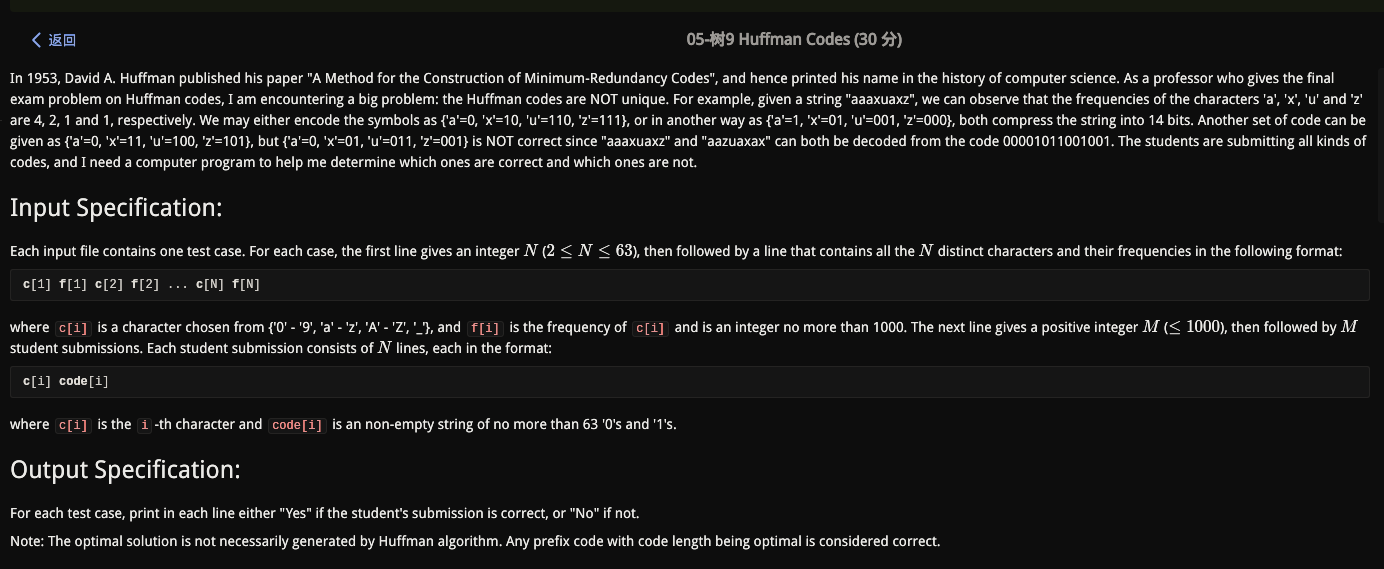 返回
05-树9 Huffman Codes (30 分)
In 1953, David A. Huffman published his paper "A Method for the Construction of Minimum-Redundancy Codes", and hence printed his name in the history of computer science. As a professor who gives the final
exam problem on Huffman codes, I am encountering a big problem: the Huffman codes are NOT unique. For example, given a string "aaaxuaxz", we can observe that the frequencies of the characters 'a', 'x', 'u' and 'z'
are 4, 2, 1 and 1, respectively. We may either encode the symbols as {'a'=0, 'x'=10, 'u'=110, 'z'=111}, or in another way as {'a'=1, 'x'=01, 'u'=001, 'z'=000}, both compress the string into 14 bits. Another set of code can be
given as {'a'=0, 'x'=11, 'u'=100, 'z'=101}, but {'a'=0, 'x'=01, 'u'=011, 'z'=001} is NOT correct since "aaaxuaxz" and "aazuaxax" can both be decoded from the code 00001011001001. The students are submitting all kinds of
codes, and I need a computer program to help me determine which ones are correct and which ones are not.
Input Specification:
Each input file contains one test case. For each case, the first line gives an integer N (2 ≤ N ≤ 63), then followed by a line that contains all the N distinct characters and their frequencies in the following format:
c[1] f[1] c[2] f[2] ... c[N] f[N]
where c[i] is a character chosen from {'0' - '9', 'a' - 'z', 'A' - 'Z', '_'}, and f[i] is the frequency of c[i] and is an integer no more than 1000. The next line gives a positive integer M (≤ 1000), then followed by M
student submissions. Each student submission consists of N lines, each in the format:
c[i] code[i]
where c[i] is the i -th character and code[i] is an non-empty string of no more than 63 '0's and '1's.
Output Specification:
For each test case, print in each line either "Yes" if the student's submission is correct, or "No" if not.
Note: The optimal solution is not necessarily generated by Huffman algorithm. Any prefix code with code length being optimal is considered correct.